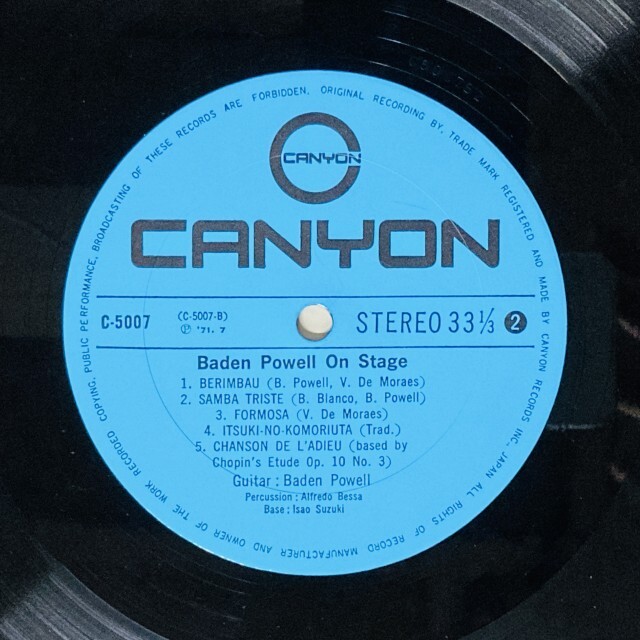 ALL RIGHTS OF RECORD MANUFACTURER AND OWNER OF THE WORK RECORDED COPYING, PUBLIC PERFORMANCE, BROADCASTING OF THESE RECORDS ARE FORBIDDEN. ORIGINAL RECORDING BY, TRADE MARK REGISTERED AND MADE BY CANYON RECORDS INC, JAPAN
CANYON
CANYON
C-5007
(C-5007-B)
Ⓟ '71. 7
STEREO 33 1/3 2
Baden Powell On Stage
1. BERIMBAU (B. Powell, V. De Moraes)
2. SAMBA TRISTE (B. Blanco, B. Powell)
3. FORMOSA (V. De Moraes)
4. ITSUKI-NO-KOMORIUTA (Trad.)
5. CHANSON DE L'ADIEU (based by
Chopin's Etude Op. 10 No. 3)
Guitar : Baden Powell
Percussion : Alfredo Bessa
Base : Isao Suzuki